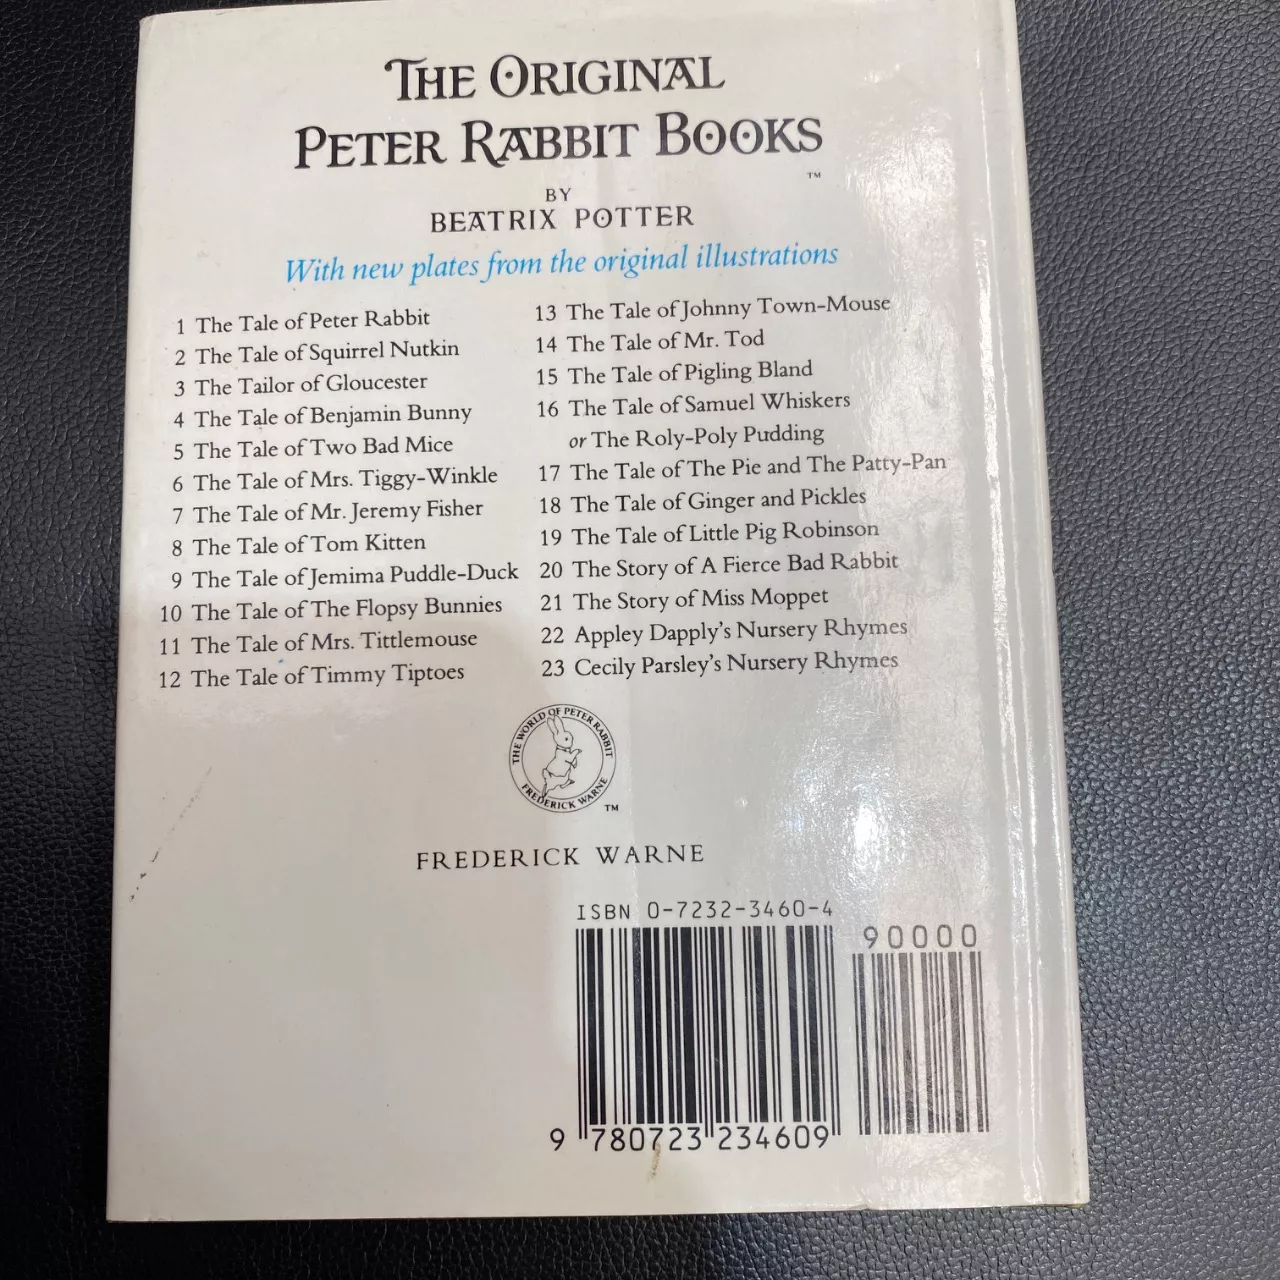 THE ORIGINAL
PETER RABBIT BOOKS
TM
BY
BEATRIX POTTER
With new plates from the original illustrations
1 The Tale of Peter Rabbit
2 The Tale of Squirrel Nutkin
3 The Tailor of Gloucester
4 The Tale of Benjamin Bunny
5 The Tale of Two Bad Mice
6 The Tale of Mrs. Tiggy-Winkle
7 The Tale of Mr. Jeremy Fisher
8 The Tale of Tom Kitten
9 The Tale of Jemima Puddle-Duck
10 The Tale of The Flopsy Bunnies
11 The Tale of Mrs. Tittlemouse
12 The Tale of Timmy Tiptoes
13 The Tale of Johnny Town-Mouse
14 The Tale of Mr. Tod
15 The Tale of Pigling Bland
16 The Tale of Samuel Whiskers
or The Roly-Poly Pudding
17 The Tale of The Pie and The Patty-Pan
18 The Tale of Ginger and Pickles
19 The Tale of Little Pig Robinson
20 The Story of A Fierce Bad Rabbit
21 The Story of Miss Moppet
22 Appley Dapply's Nursery Rhymes
23 Cecily Parsley's Nursery Rhymes
THE WORLD OF PETER RABBIT
FREDERICK WARNE
TM
FREDERICK WARNE
ISBN 0-7232-3460-4
90000
9 780723 234609